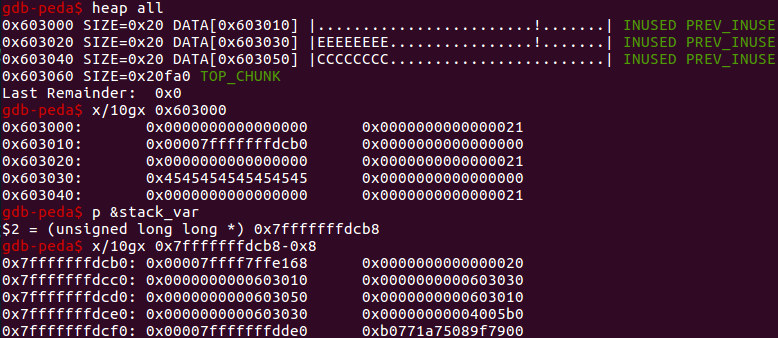 gdb-peda$ heap all
0x603000 SIZE=0x20 DATA[0x603010] |........................!.......| INUSED PREV_INUSE
0x603020 SIZE=0x20 DATA[0x603030] |EEEEEEEE................!.......| INUSED PREV_INUSE
0x603040 SIZE=0x20 DATA[0x603050] |CCCCCCCC........................| INUSED PREV_INUSE
0x603060 SIZE=0x20fa0 TOP_CHUNK
Last Remainder:  0x0
gdb-peda$ x/10gx 0x603000
0x603000:       0x0000000000000000      0x0000000000000021
0x603010:       0x00007fffffffdcb0      0x0000000000000000
0x603020:       0x0000000000000000      0x0000000000000021
0x603030:       0x4545454545454545      0x0000000000000000
0x603040:       0x0000000000000000      0x0000000000000021
gdb-peda$ p &stack_var
$2 = (unsigned long long *) 0x7fffffffdcb8
gdb-peda$ x/10gx 0x7fffffffdcb8-0x8
0x7fffffffdcb0: 0x00007ffff7ffe168      0x0000000000000020
0x7fffffffdcc0: 0x0000000000603010      0x0000000000603030
0x7fffffffdcd0: 0x0000000000603050      0x0000000000603010
0x7fffffffdce0: 0x0000000000603030      0x00000000004005b0
0x7fffffffdcf0: 0x00007fffffffdde0      0xb0771a75089f7900